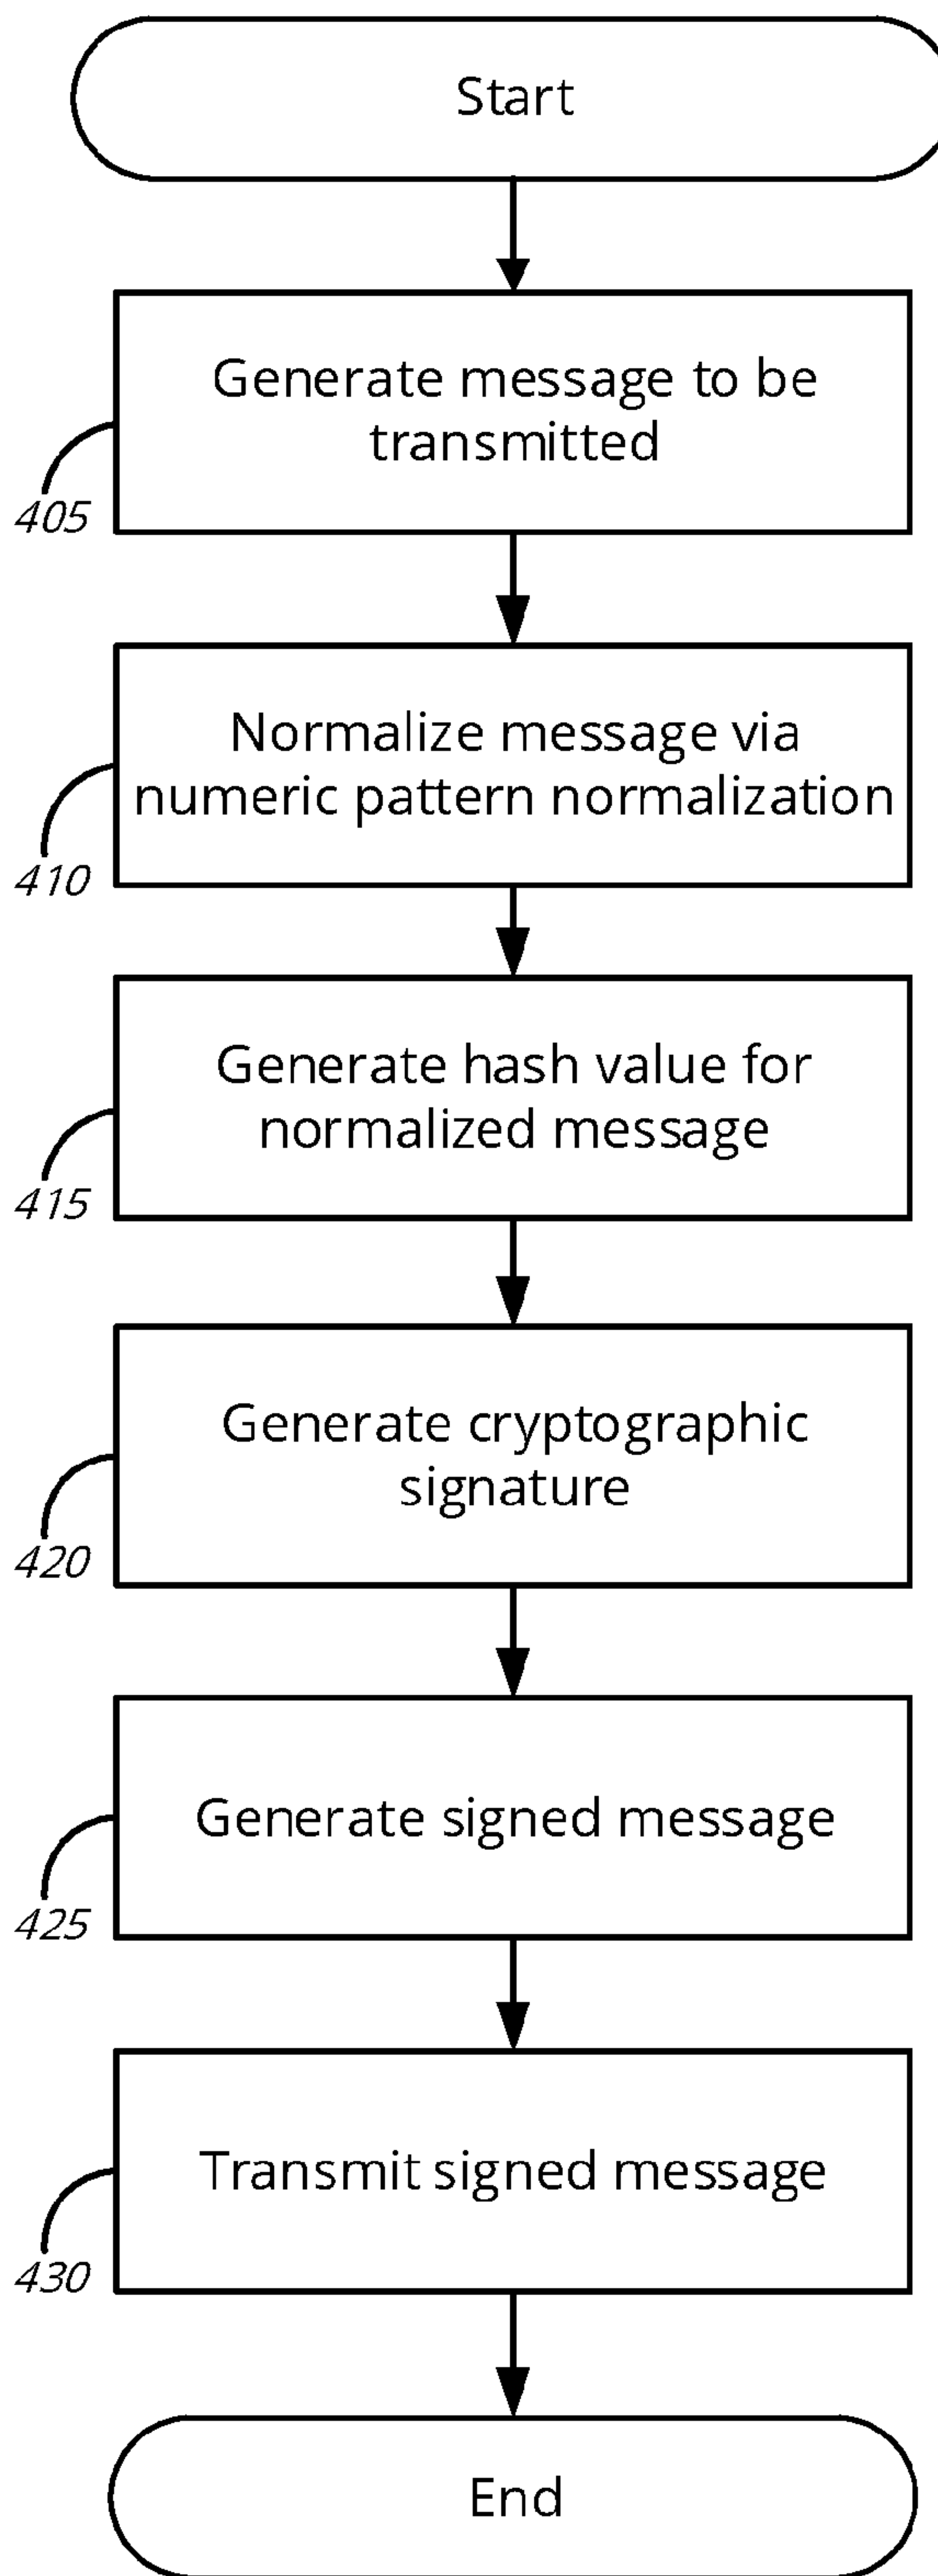 Start
Generate message to be
transmitted
405
Normalize message via
numeric pattern normalization
410
Generate hash value for
normalized message
415
Generate cryptographic
signature
420
Generate signed message
425
Transmit signed message
430
End